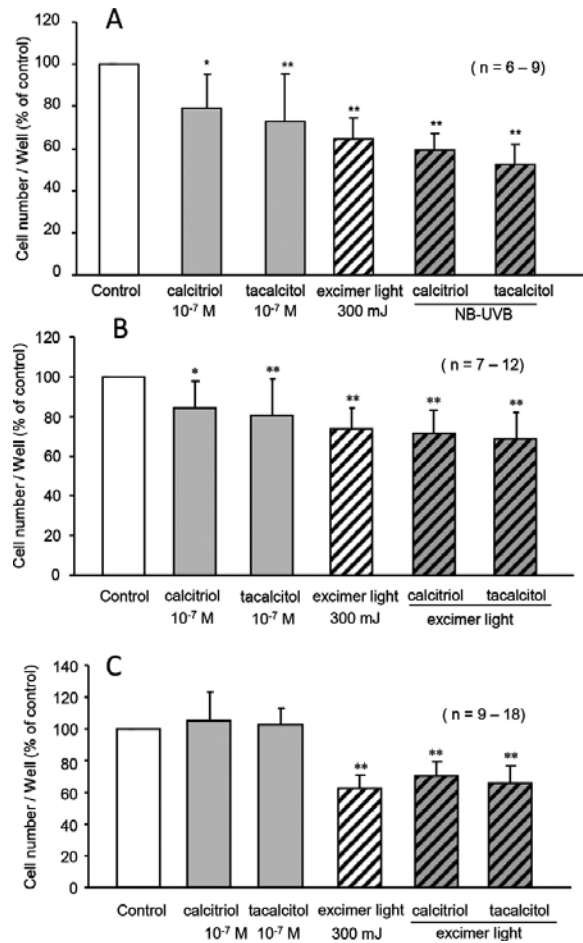 A
Cell number / Well (% of control)
120
100
80
60
40
20
0
*
**
**
**
**
( n = 6 – 9)
Control calcitriol tacalcitol excimer light calcitriol tacalcitol
10⁻⁷ M 10⁻⁷ M 300 mJ NB-UVB
B
Cell number / Well (% of control)
120
100
80
60
40
20
0
*
**
**
**
**
( n = 7 – 12)
Control calcitriol tacalcitol excimer light calcitriol tacalcitol
10⁻⁷ M 10⁻⁷ M 300 mJ excimer light
C
Cell number / Well (% of control)
140
120
100
80
60
40
20
0
**
**
**
( n = 9 – 18)
Control calcitriol tacalcitol excimer light calcitriol tacalcitol
10⁻⁷ M 10⁻⁷ M 300 mJ excimer light